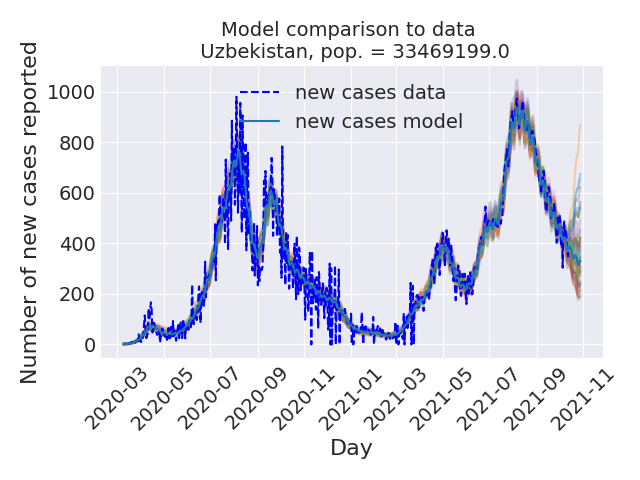 Model comparison to data
Uzbekistan, pop. = 33469199.0
new cases data
new cases model
Number of new cases reported
1000
800
600
400
200
0
2020-03
2020-05
2020-07
2020-09
2020-11
2021-01
2021-03
2021-05
2021-07
2021-09
2021-11
Day